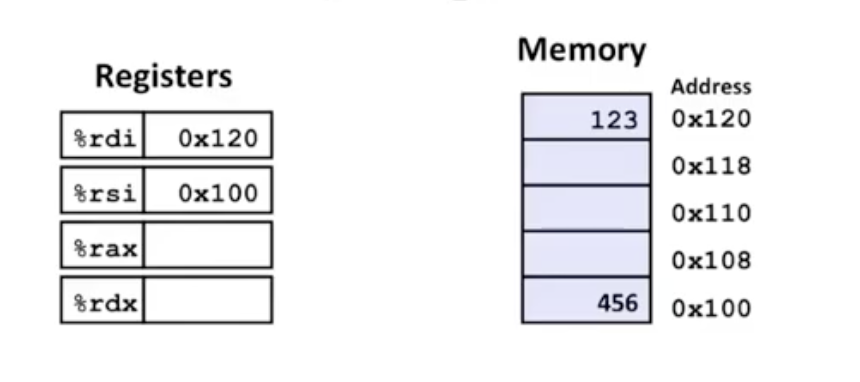 Registers
%rdi 0x120
%rsi 0x100
%rax
%rdx
Memory
Address
123 0x120
0x118
0x110
0x108
456 0x100